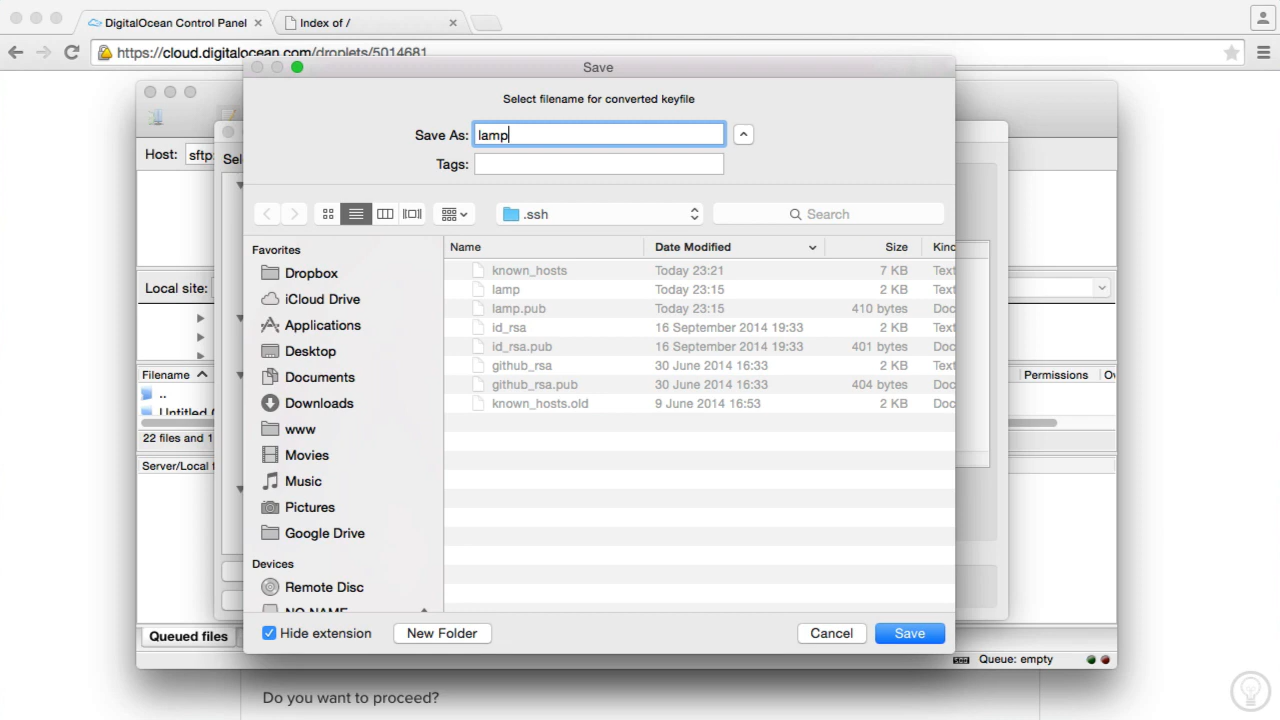 DigitalOcean Control Panel
Index of /
https://cloud.digitalocean.com/droplets/5014681
Save
Select filename for converted keyfile
Save As: lamp
Tags:
Host: sftp:
Sel
.ssh
Search
Favorites
Dropbox
iCloud Drive
Applications
Desktop
Documents
Downloads
www
Movies
Music
Pictures
Google Drive
Devices
Remote Disc
NO NAME
Name Date Modified Size Kind
known_hosts Today 23:21 7 KB Text
lamp Today 23:15 2 KB Text
lamp.pub Today 23:15 410 bytes Doc
id_rsa 16 September 2014 19:33 2 KB Text
id_rsa.pub 16 September 2014 19:33 401 bytes Doc
github_rsa 30 June 2014 16:33 2 KB Text
github_rsa.pub 30 June 2014 16:33 404 bytes Doc
known_hosts.old 9 June 2014 16:53 2 KB Doc
Local site:
Filename
..
Untitled
22 files and 1
Server/Local f
Permissions Ov
Hide extension
New Folder
Cancel
Save
Queued files
Queue: empty
Do you want to proceed?